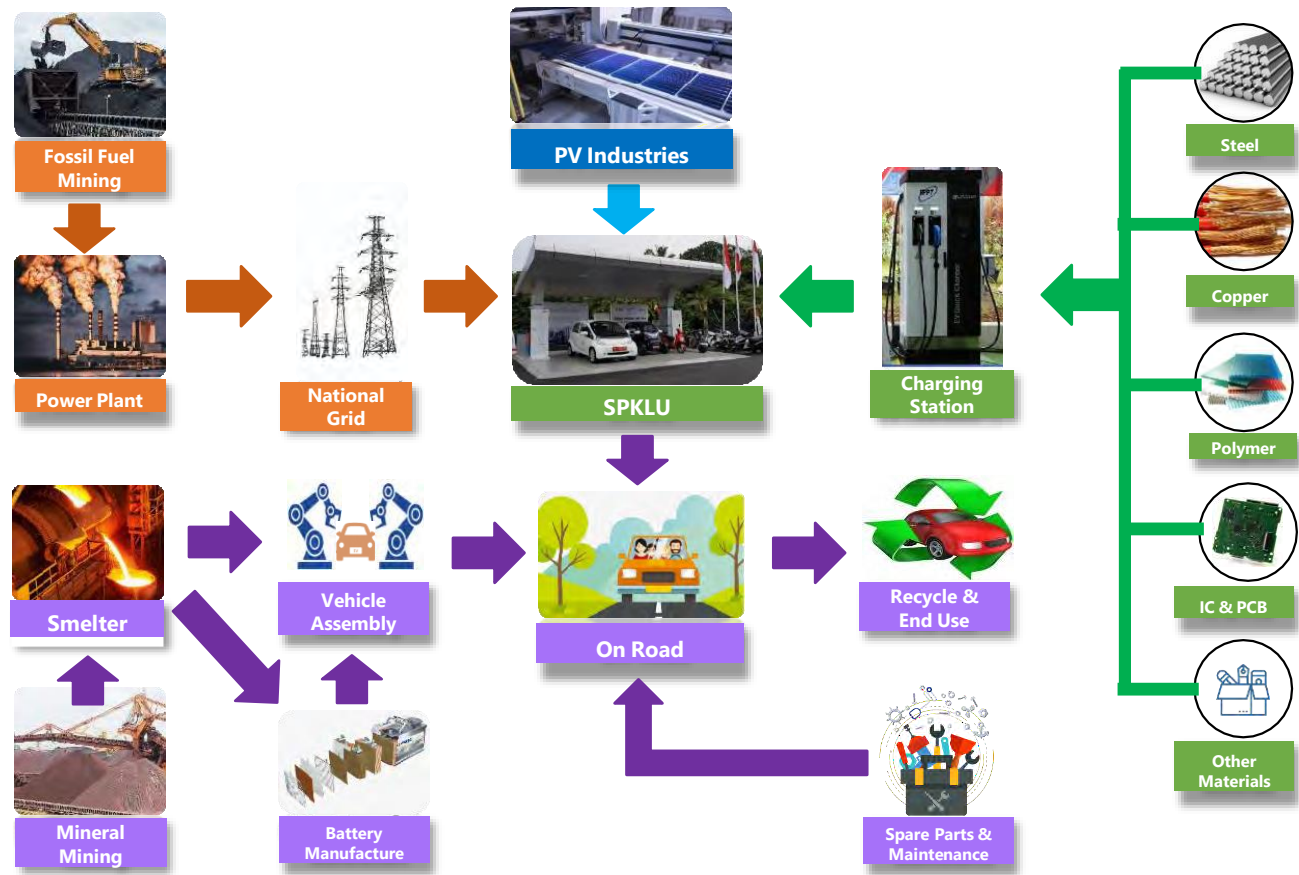 Fossil Fuel
Mining
PV Industries
Steel
Copper
Power Plant
National
Grid
SPKLU
Charging
Station
Polymer
IC & PCB
Smelter
Vehicle
Assembly
On Road
Recycle &
End Use
Other
Materials
Mineral
Mining
Battery
Manufacture
Spare Parts &
Maintenance